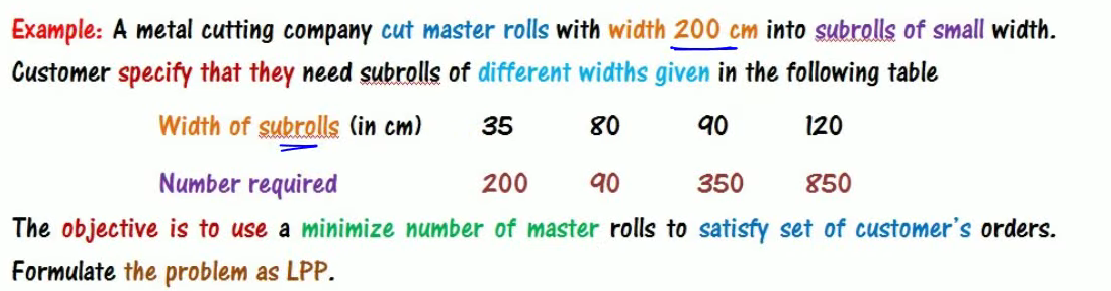 Example: A metal cutting company cut master rolls with width 200 cm into subrolls of small width.
Customer specify that they need subrolls of different widths given in the following table
Width of subrolls (in cm) 35 80 90 120
Number required 200 90 350 850
The objective is to use a minimize number of master rolls to satisfy set of customer's orders.
Formulate the problem as LPP.